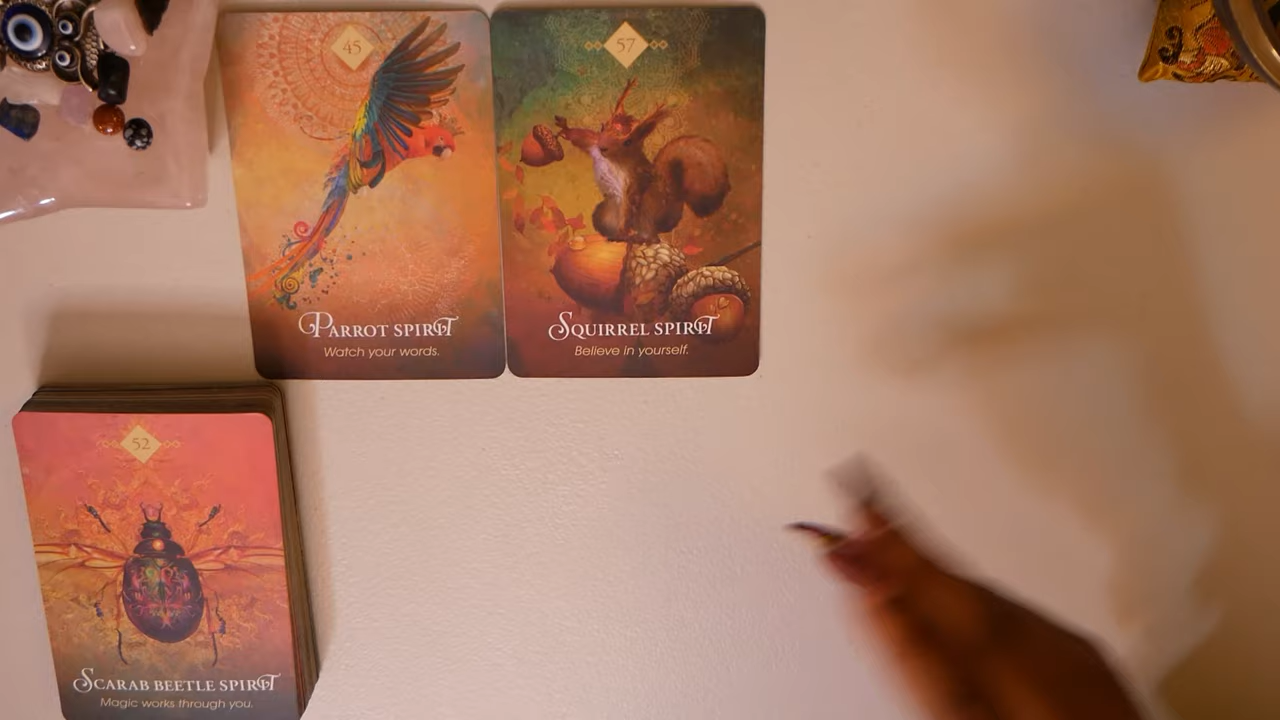 45
PARROT SPIRIT
Watch your words.
57
SQUIRREL SPIRIT
Believe in yourself.
52
SCARAB BEETLE SPIRIT
Magic works through you.